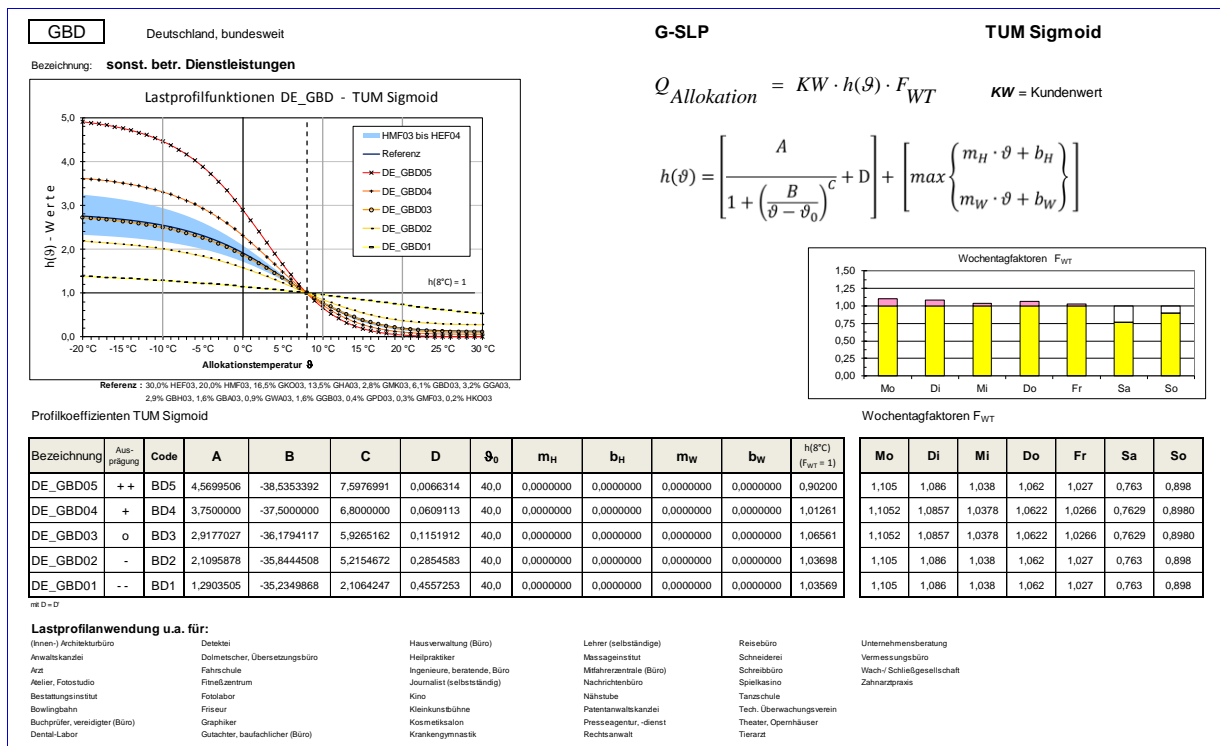 GBD
Deutschland, bundesweit
G-SLP
TUM Sigmoid
Bezeichnung: sonst. betr. Dienstleistungen
Q Allokation = KW · h(ϑ) · F WT
KW = Kundenwert
h(ϑ) = [ A / (1 + (B / (ϑ − ϑ0))^C) + D ] + [ max { mH · ϑ + bH ; mW · ϑ + bW } ]
Lastprofilfunktionen DE_GBD - TUM Sigmoid
h(ϑ) - Werte
5,0
4,0
3,0
2,0
1,0
0,0
HMF03 bis HEF04
Referenz
DE_GBD05
DE_GBD04
DE_GBD03
DE_GBD02
DE_GBD01
h(8°C) = 1
-20 °C -15 °C -10 °C -5 °C 0 °C 5 °C 10 °C 15 °C 20 °C 25 °C 30 °C
Allokationstemperatur ϑ
Referenz : 30,0% HEF03, 20,0% HMF03, 16,5% GKO03, 13,5% GHA03, 2,8% GMK03, 6,1% GBD03, 3,2% GGA03,
2,9% GBH03, 1,6% GBA03, 0,9% GWA03, 1,6% GGB03, 0,4% GPD03, 0,3% GMF03, 0,2% HKO03
Wochentagfaktoren FWT
1,50
1,25
1,00
0,75
0,50
0,25
0,00
Mo Di Mi Do Fr Sa So
Profilkoeffizienten TUM Sigmoid
Bezeichnung Aus-prägung Code A B C D ϑ0 mH bH mW bW h(8°C) (FWT = 1)
DE_GBD05 ++ BD5 4,5699506 -38,5353392 7,5976991 0,0066314 40,0 0,0000000 0,0000000 0,0000000 0,0000000 0,90200
DE_GBD04 + BD4 3,7500000 -37,5000000 6,8000000 0,0609113 40,0 0,0000000 0,0000000 0,0000000 0,0000000 1,01261
DE_GBD03 o BD3 2,9177027 -36,1794117 5,9265162 0,1151912 40,0 0,0000000 0,0000000 0,0000000 0,0000000 1,06561
DE_GBD02 - BD2 2,1095878 -35,8444508 5,2154672 0,2854583 40,0 0,0000000 0,0000000 0,0000000 0,0000000 1,03698
DE_GBD01 -- BD1 1,2903505 -35,2349868 2,1064247 0,4557253 40,0 0,0000000 0,0000000 0,0000000 0,0000000 1,03569
mit D = D'
Wochentagfaktoren FWT
Mo Di Mi Do Fr Sa So
1,105 1,086 1,038 1,062 1,027 0,763 0,898
1,1052 1,0857 1,0378 1,0622 1,0266 0,7629 0,8980
1,1052 1,0857 1,0378 1,0622 1,0266 0,7629 0,8980
1,105 1,086 1,038 1,062 1,027 0,763 0,898
1,105 1,086 1,038 1,062 1,027 0,763 0,898
Lastprofilanwendung u.a. für:
(Innen-) Architekturbüro
Anwaltskanzlei
Arzt
Atelier, Fotostudio
Bestattungsinstitut
Bowlingbahn
Buchprüfer, vereidigter (Büro)
Dental-Labor
Detektei
Dolmetscher, Übersetzungsbüro
Fahrschule
Fitneßzentrum
Fotolabor
Friseur
Graphiker
Gutachter, baufachlicher (Büro)
Hausverwaltung (Büro)
Heilpraktiker
Ingenieure, beratende, Büro
Journalist (selbstständig)
Kino
Kleinkunstbühne
Kosmetiksalon
Krankengymnastik
Lehrer (selbständige)
Massageinstitut
Mitfahrerzentrale (Büro)
Nachrichtenbüro
Nähstube
Patentanwaltskanzlei
Presseagentur, -dienst
Rechtsanwalt
Reisebüro
Schneiderei
Schreibbüro
Spielkasino
Tanzschule
Tech. Überwachungsverein
Theater, Opernhäuser
Tierarzt
Unternehmensberatung
Vermessungsbüro
Wach-/ Schließgesellschaft
Zahnarztpraxis